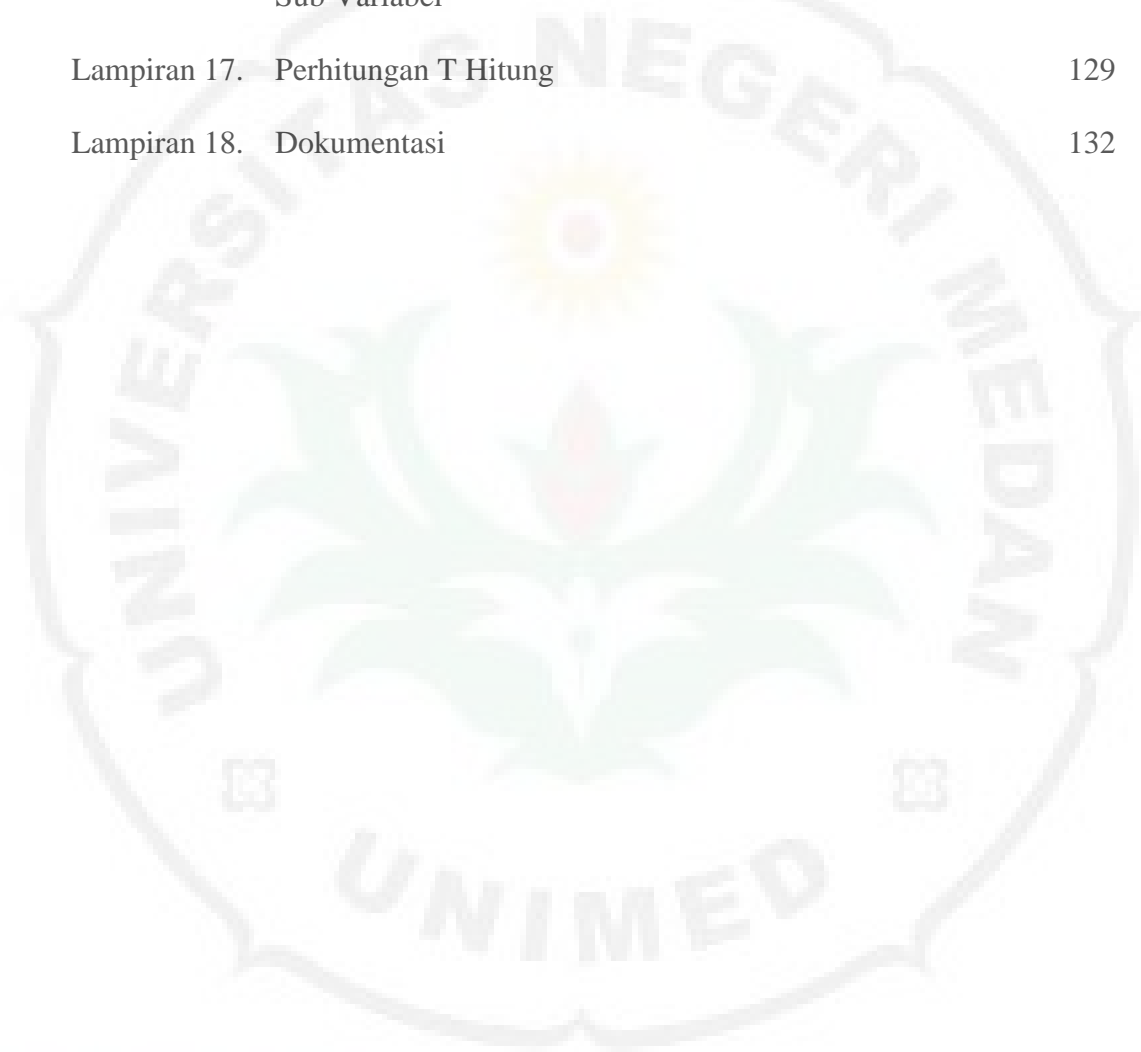 Sub Variabel
Lampiran 17. Perhitungan T Hitung 129
Lampiran 18. Dokumentasi 132
UNIVERSITAS NEGERI MEDAN
UNIMED